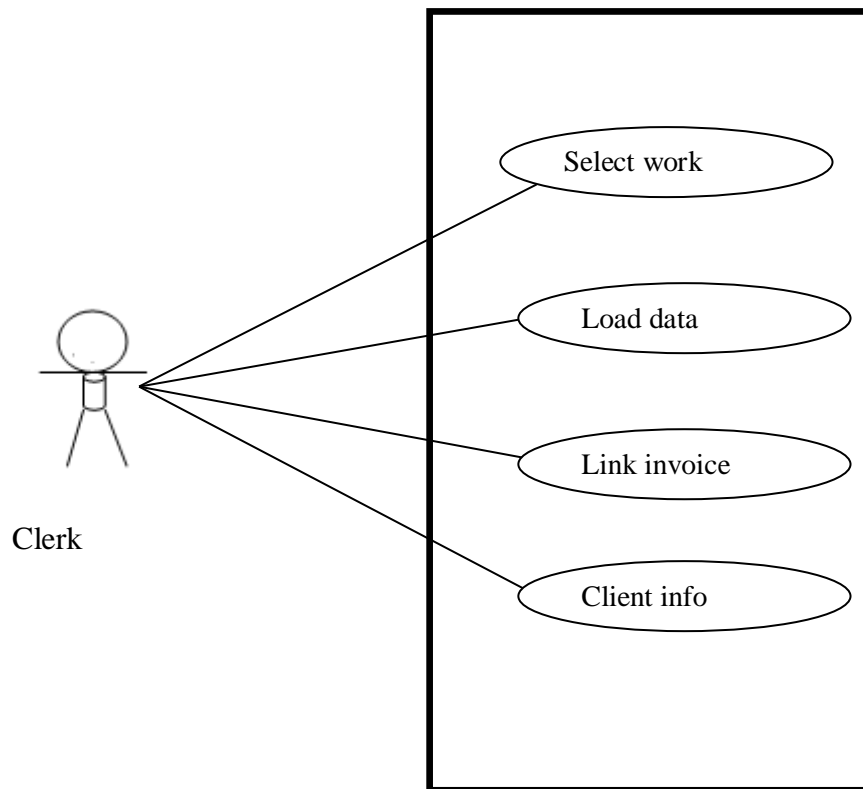 Select work
Load data
Link invoice
Clerk
Client info